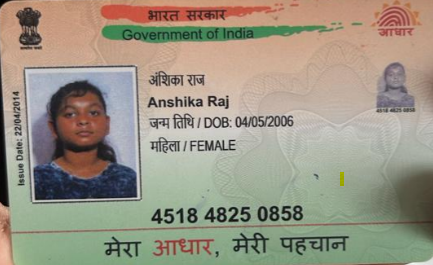 भारत सरकार
Government of India
आधार
Issue Date: 22/04/2014
अंशिका राज
Anshika Raj
जन्म तिथि / DOB: 04/05/2006
महिला / FEMALE
4518 4825 0858
4518 4825 0858
मेरा आधार, मेरी पहचान